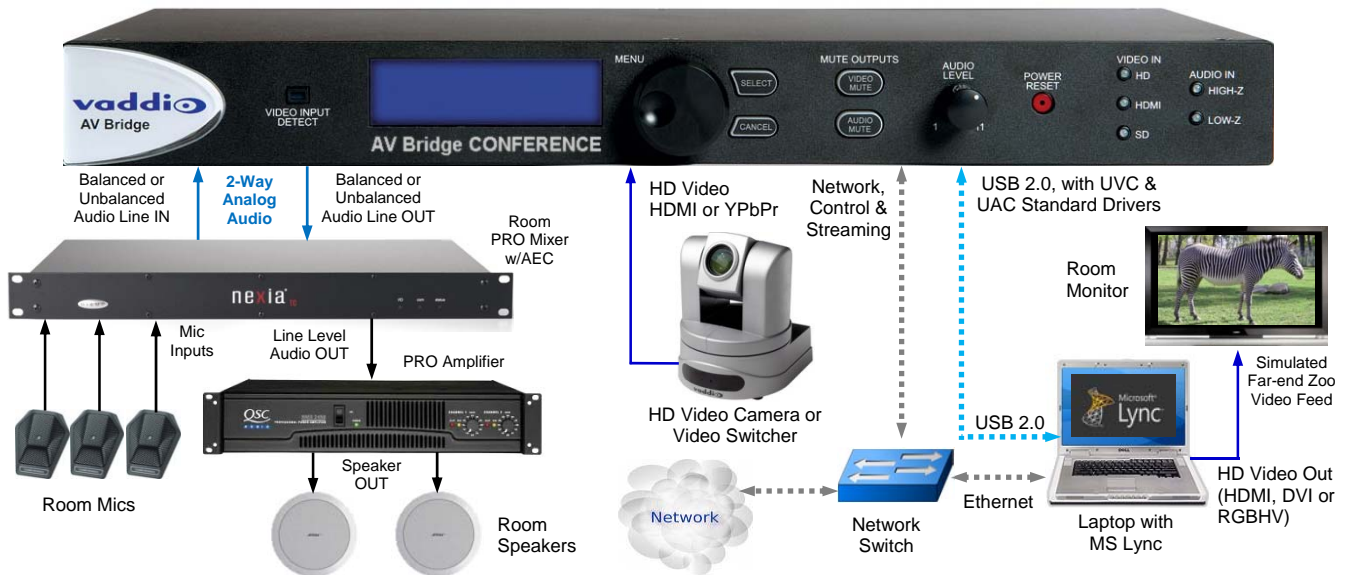 vaddio
AV Bridge
VIDEO INPUT
DETECT
AV Bridge CONFERENCE
MENU
SELECT
CANCEL
MUTE OUTPUTS
VIDEO
MUTE
AUDIO
MUTE
AUDIO
LEVEL
POWER
RESET
VIDEO IN
HD
HDMI
SD
AUDIO IN
HIGH-Z
LOW-Z
Balanced or
Unbalanced
Audio Line IN
2-Way
Analog
Audio
Balanced or
Unbalanced
Audio Line OUT
Room
PRO Mixer
w/AEC
nexia
Mic
Inputs
Line Level
Audio OUT
PRO Amplifier
QSC
AUDIO
Room Mics
Speaker
OUT
Room
Speakers
HD Video
HDMI or YPbPr
HD Video Camera or
Video Switcher
Network,
Control &
Streaming
USB 2.0, with UVC &
UAC Standard Drivers
Room
Monitor
Simulated
Far-end Zoo
Video Feed
USB 2.0
Microsoft
Lync
DELL
Network
Network
Switch
Ethernet
Laptop with
MS Lync
HD Video Out
(HDMI, DVI or
RGBHV)